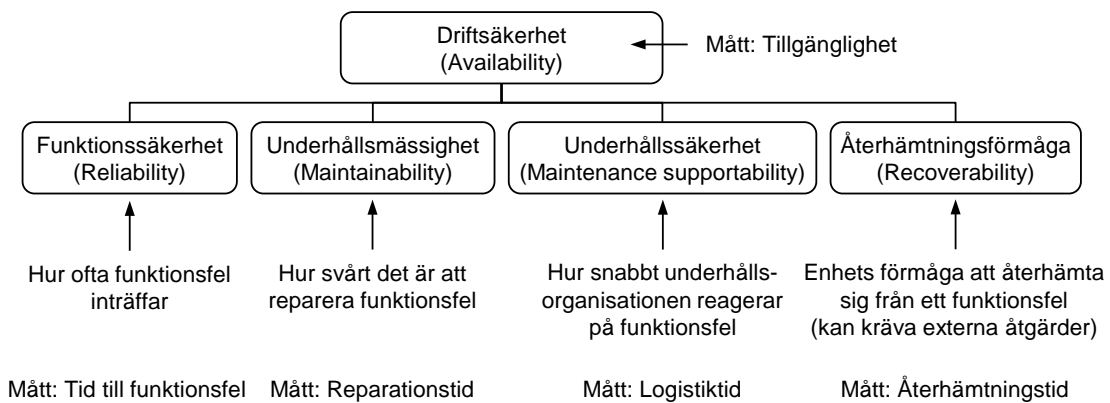 Driftsäkerhet
(Availability)
Mått: Tillgänglighet
Funktionssäkerhet
(Reliability)
Underhållsmässighet
(Maintainability)
Underhållssäkerhet
(Maintenance supportability)
Återhämtningsförmåga
(Recoverability)
Hur ofta funktionsfel
inträffar
Hur svårt det är att
reparera funktionsfel
Hur snabbt underhålls-
organisationen reagerar
på funktionsfel
Enhets förmåga att återhämta
sig från ett funktionsfel
(kan kräva externa åtgärder)
Mått: Tid till funktionsfel
Mått: Reparationstid
Mått: Logistiktid
Mått: Återhämtningstid